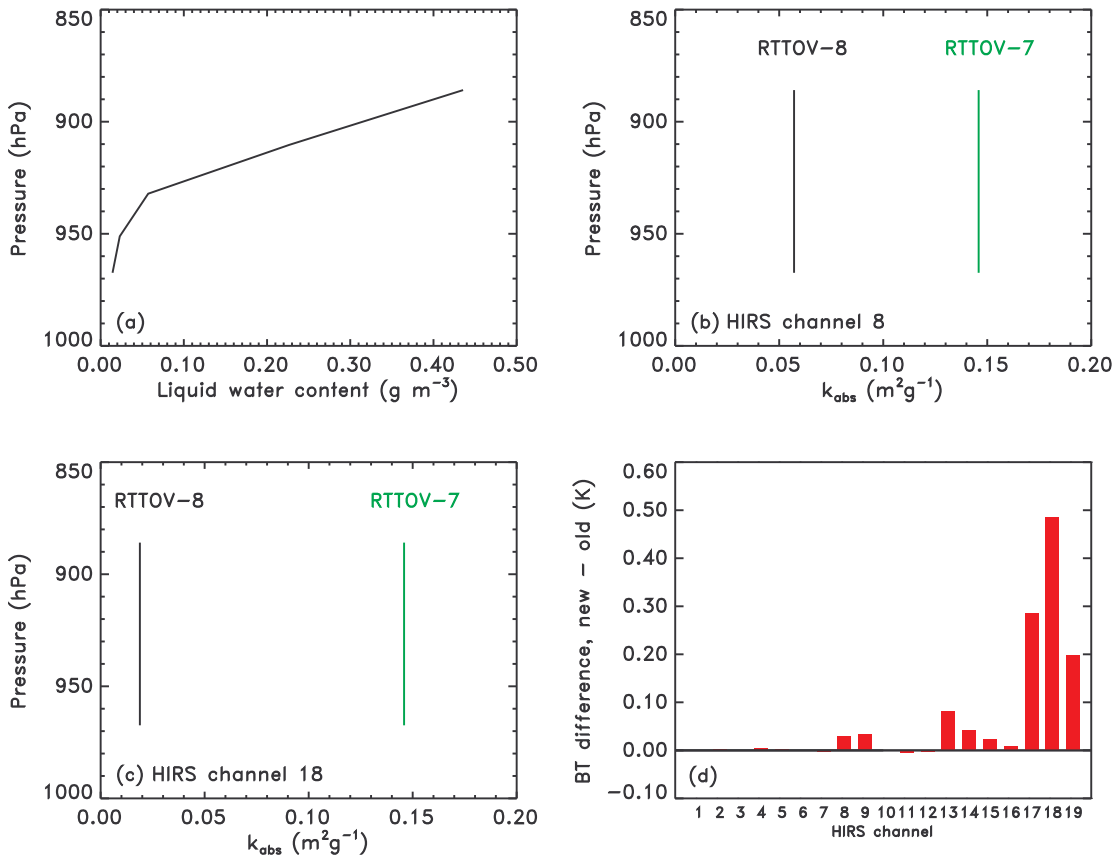 850
900
950
1000
Pressure (hPa)
(a)
0.00 0.10 0.20 0.30 0.40 0.50
Liquid water content (g m⁻³)
850
900
950
1000
Pressure (hPa)
RTTOV−8 RTTOV−7
(b) HIRS channel 8
0.00 0.05 0.10 0.15 0.20
k_abs (m²g⁻¹)
850
900
950
1000
Pressure (hPa)
RTTOV−8 RTTOV−7
(c) HIRS channel 18
0.00 0.05 0.10 0.15 0.20
k_abs (m²g⁻¹)
0.60
0.50
0.40
0.30
0.20
0.10
0.00
−0.10
BT difference, new − old (K)
(d)
1 2 3 4 5 6 7 8 9 10 11 12 13 14 15 16 17 18 19
HIRS channel